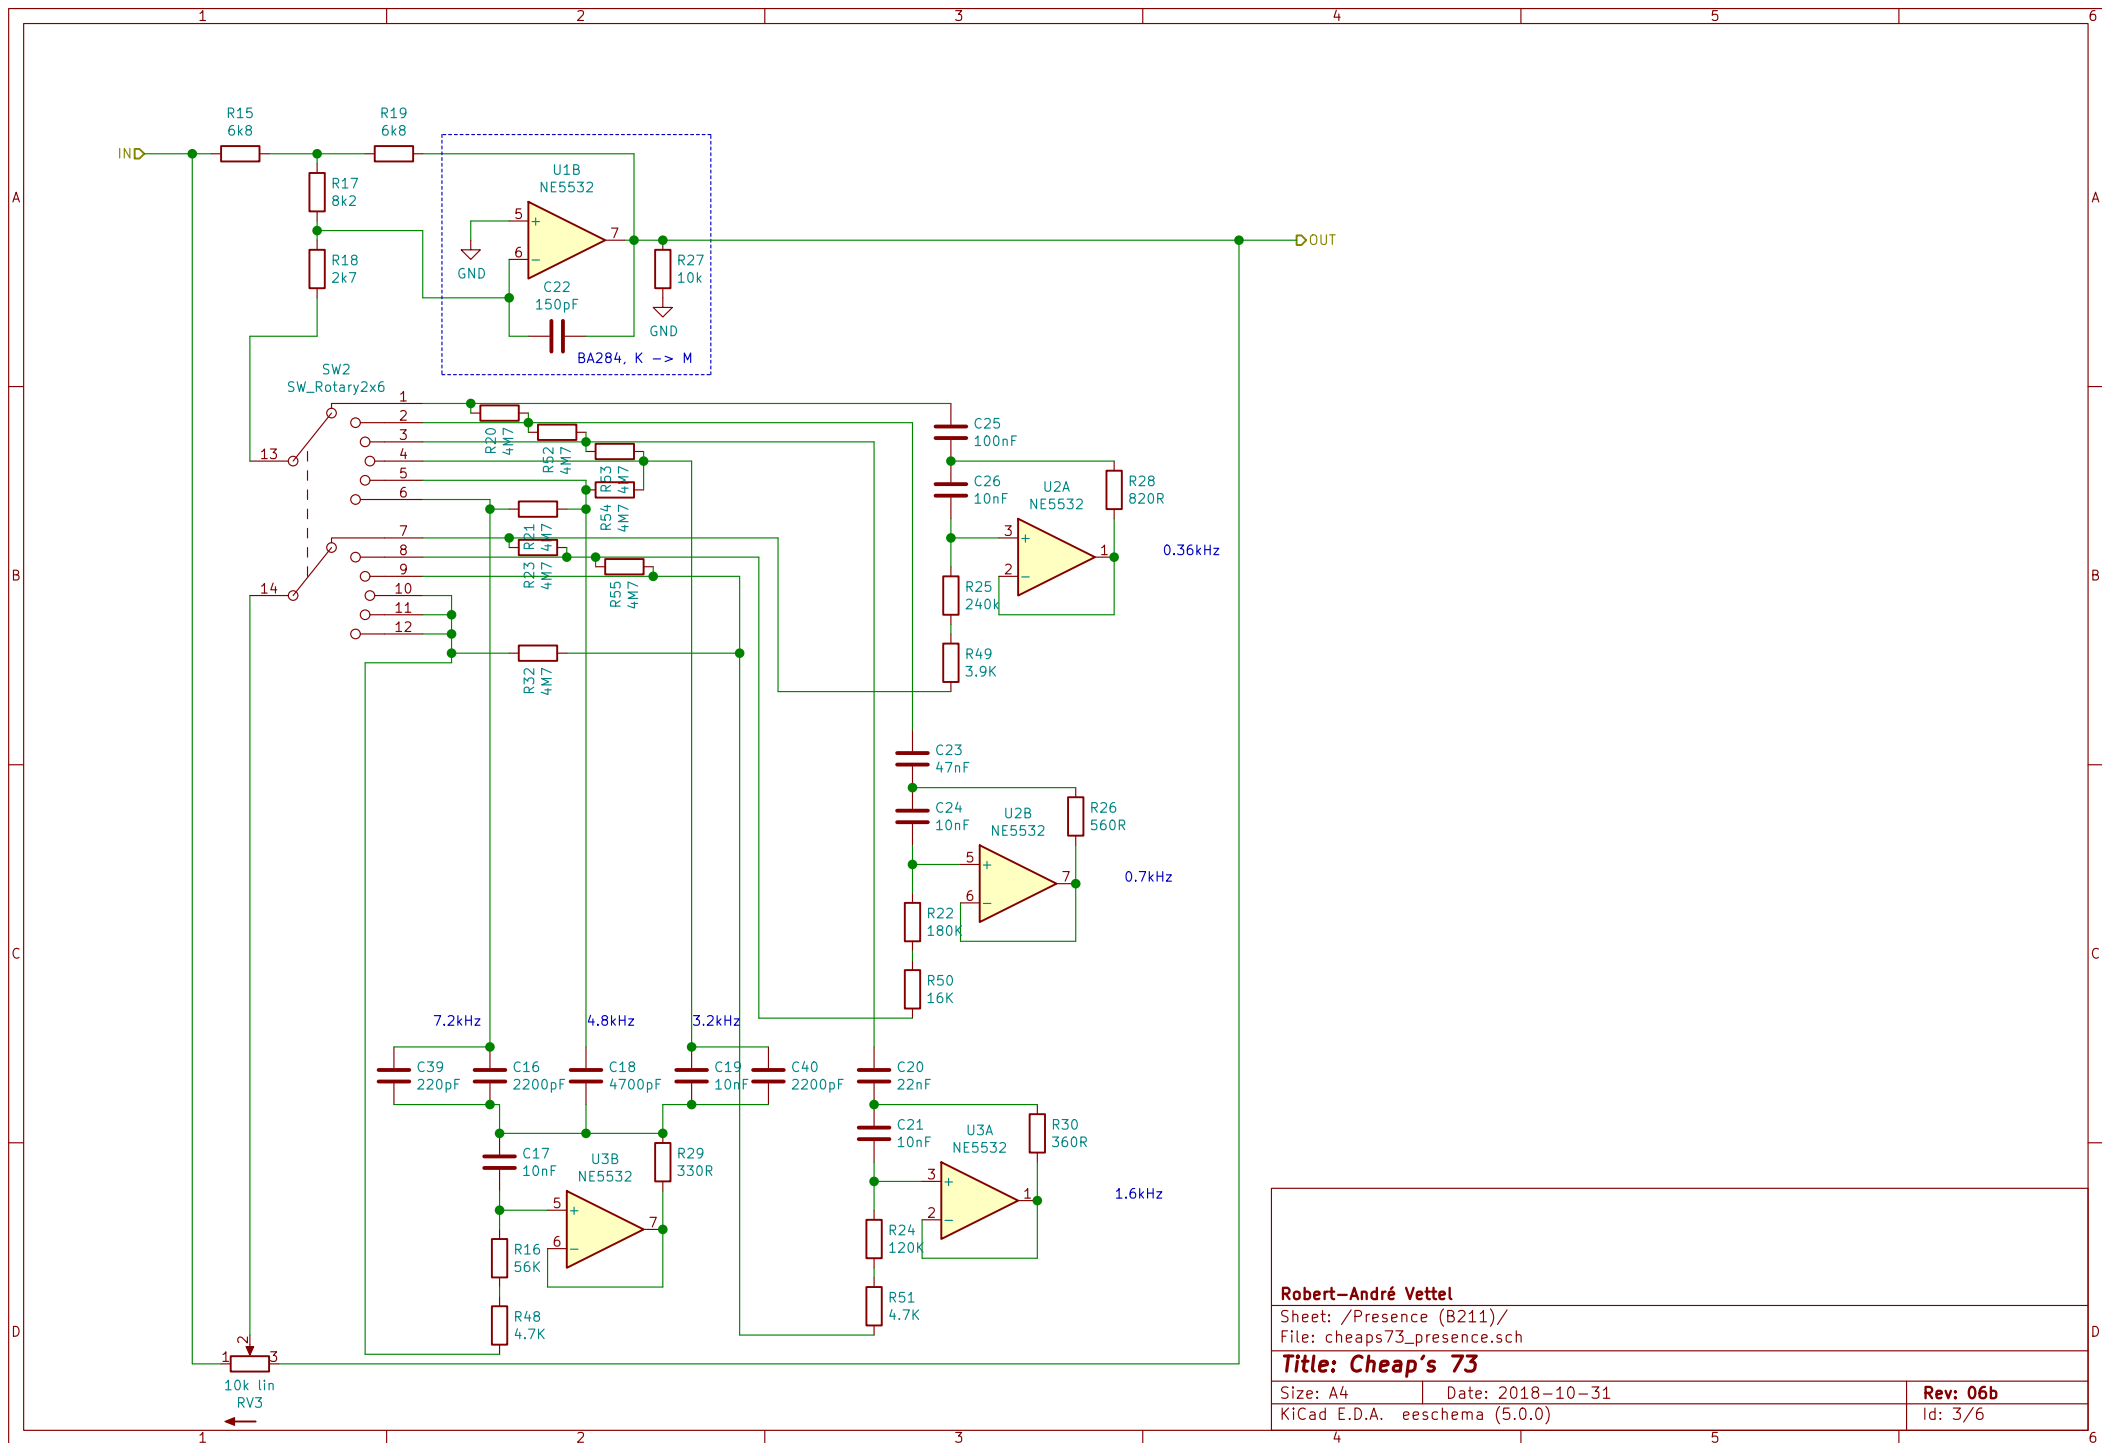 1 2 3 4 5 6
A A
B B
C C
D D
IN
R15
6k8
R19
6k8
R17
8k2
R18
2k7
U1B
NE5532
5
+
6
−
7
GND
C22
150pF
R27
10k
GND
BA284, K -> M
OUT
SW2
SW_Rotary2x6
13
1
2
3
4
5
6
14
7
8
9
10
11
12
R20
4M7
R52
4M7
R53
4M7
R54
4M7
R21
4M7
R23
4M7
R55
4M7
R32
4M7
C25
100nF
C26
10nF
R28
820R
U2A
NE5532
3
+
2
−
1
0.36kHz
R25
240k
R49
3.9K
C23
47nF
C24
10nF
R26
560R
U2B
NE5532
5
+
6
−
7
0.7kHz
R22
180K
R50
16K
7.2kHz
4.8kHz
3.2kHz
C39
220pF
C16
2200pF
C18
4700pF
C19
10nF
C40
2200pF
C20
22nF
C21
10nF
R30
360R
U3A
NE5532
3
+
2
−
1
1.6kHz
R24
120K
R51
4.7K
C17
10nF
R29
330R
U3B
NE5532
5
+
6
−
7
R16
56K
R48
4.7K
2
1
3
10k lin
RV3
Robert-André Vettel
Sheet: /Presence (B211)/
File: cheaps73_presence.sch
Title: Cheap's 73
Size: A4 Date: 2018-10-31 Rev: 06b
KiCad E.D.A. eeschema (5.0.0) Id: 3/6
1 2 3 4 5 6